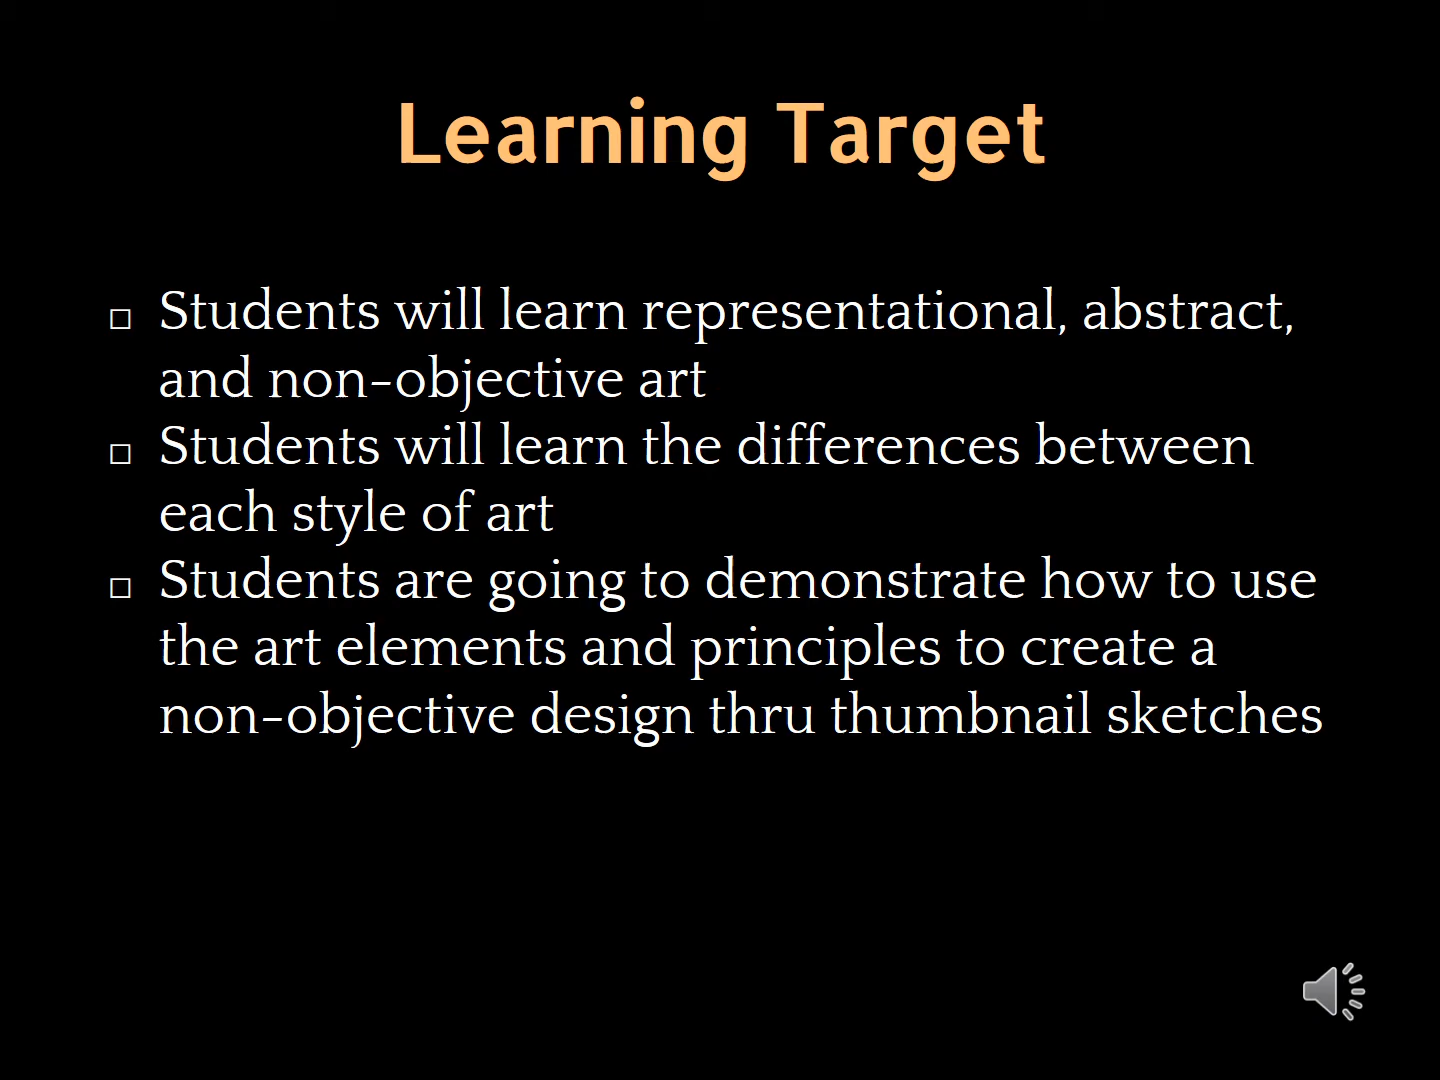 Learning Target
□ Students will learn representational, abstract,
and non-objective art
□ Students will learn the differences between
each style of art
□ Students are going to demonstrate how to use
the art elements and principles to create a
non-objective design thru thumbnail sketches